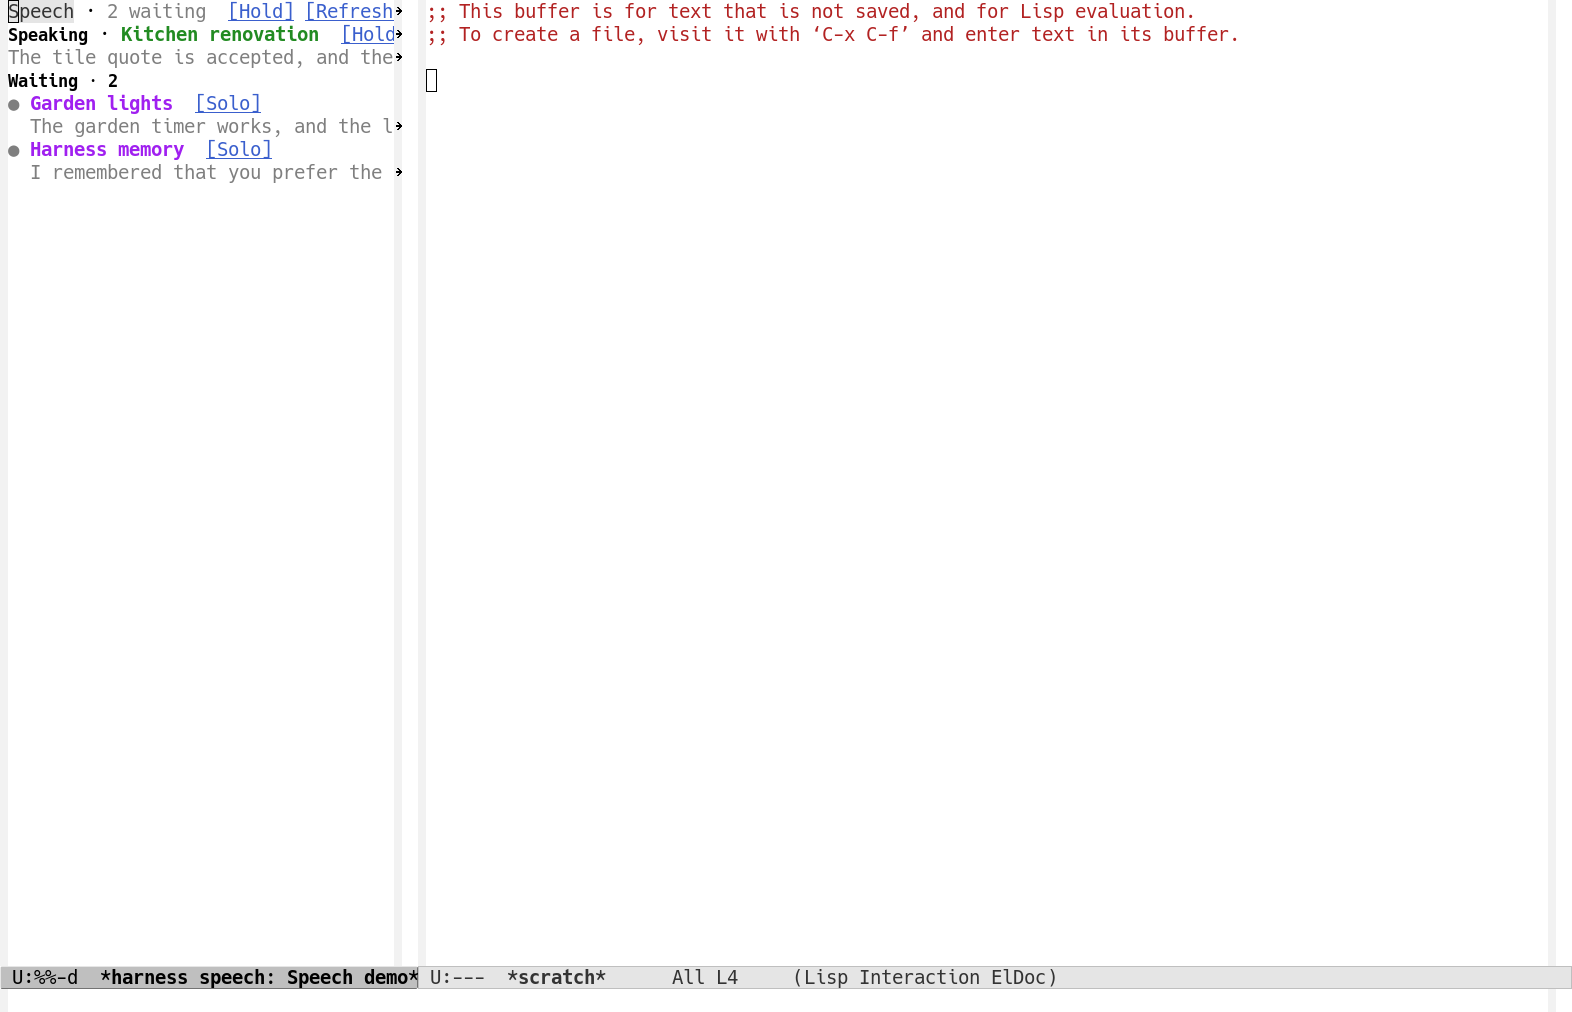 Speech · 2 waiting [Hold] [Refresh
Speaking · Kitchen renovation [Hold
The tile quote is accepted, and the
Waiting · 2
● Garden lights [Solo]
The garden timer works, and the l
● Harness memory [Solo]
I remembered that you prefer the
;; This buffer is for text that is not saved, and for Lisp evaluation.
;; To create a file, visit it with ‘C-x C-f’ and enter text in its buffer.
U:%%-d *harness speech: Speech demo*
U:--- *scratch* All L4 (Lisp Interaction ElDoc)